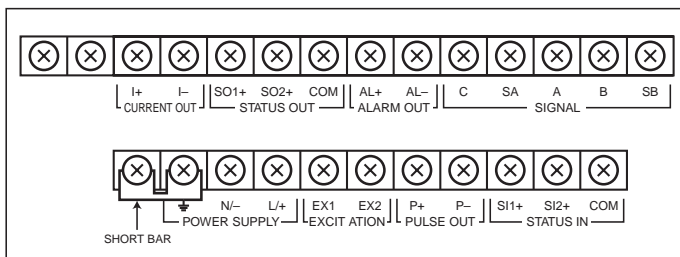 I+ I− SO1+ SO2+ COM AL+ AL− C SA A B SB
CURRENT OUT STATUS OUT ALARM OUT SIGNAL
N/− L/+ EX1 EX2 P+ P− SI1+ SI2+ COM
POWER SUPPLY EXCIT ATION PULSE OUT STATUS IN
SHORT BAR